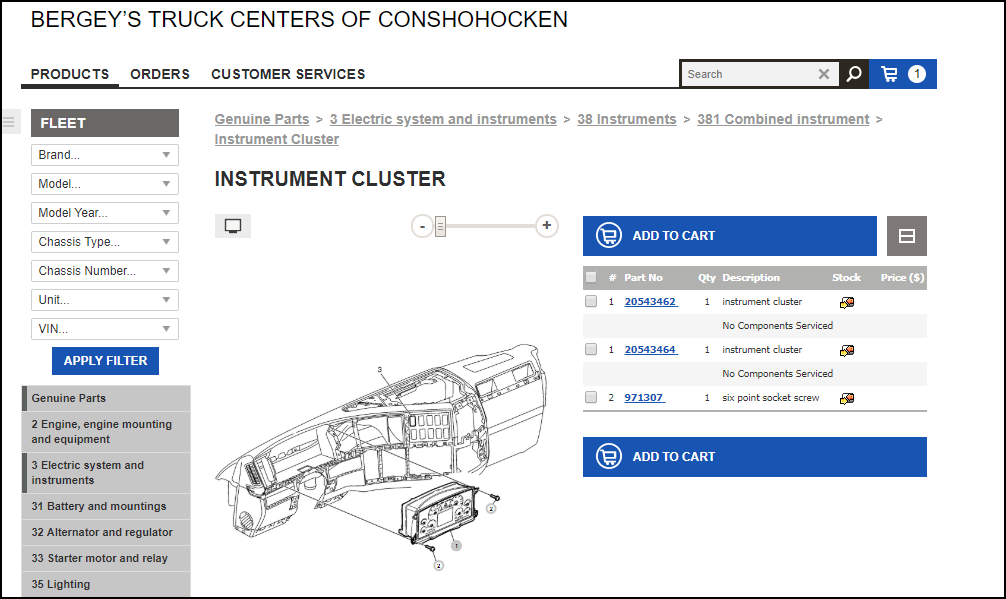 BERGEY’S TRUCK CENTERS OF CONSHOHOCKEN
PRODUCTS ORDERS CUSTOMER SERVICES
Search
1
FLEET
Brand...
Model...
Model Year...
Chassis Type...
Chassis Number...
Unit...
VIN...
APPLY FILTER
Genuine Parts
2 Engine, engine mounting
and equipment
3 Electric system and
instruments
31 Battery and mountings
32 Alternator and regulator
33 Starter motor and relay
35 Lighting
Genuine Parts > 3 Electric system and instruments > 38 Instruments > 381 Combined instrument >
Instrument Cluster
INSTRUMENT CLUSTER
- +
3
2
1
2
ADD TO CART
# Part No Qty Description Stock Price ($)
1 20543462 1 instrument cluster
No Components Serviced
1 20543464 1 instrument cluster
No Components Serviced
2 971307 1 six point socket screw
ADD TO CART